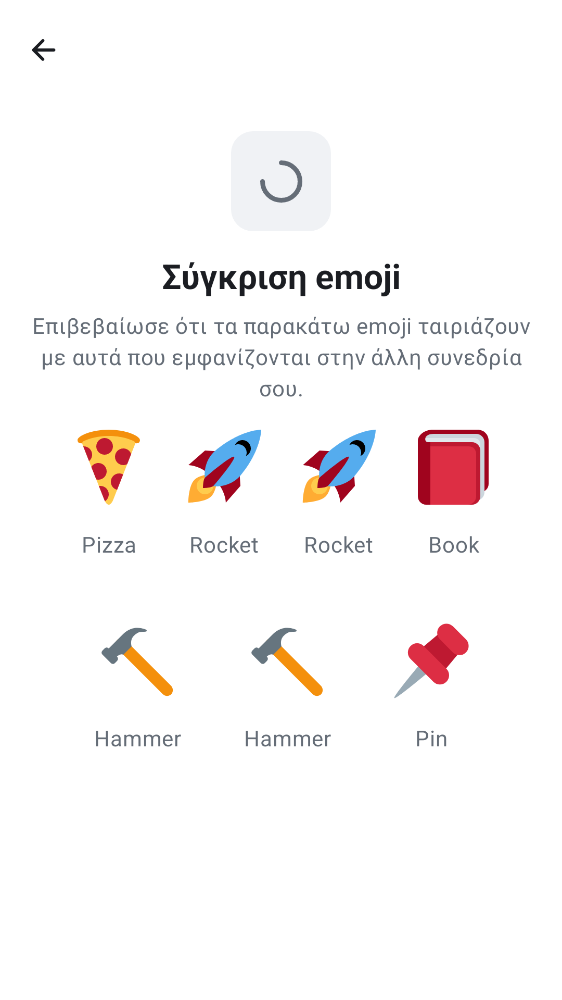 Σύγκριση emoji
Επιβεβαίωσε ότι τα παρακάτω emoji ταιριάζουν
με αυτά που εμφανίζονται στην άλλη συνεδρία
σου.
Pizza Rocket Rocket Book
Hammer Hammer Pin